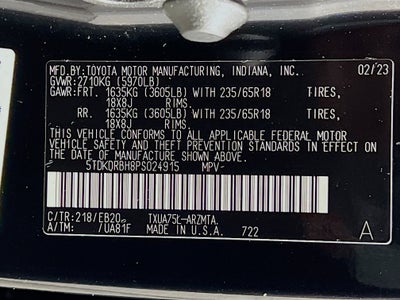 MFD. BY: TOYOTA MOTOR MANUFACTURING, INDIANA, INC. 02/23
GVWR: 2710KG (5970LB)
GAWR: FRT. 1635KG (3605LB) WITH 235/65R18 TIRES,
18X8J RIMS.
RR. 1635KG (3605LB) WITH 235/65R18 TIRES,
18X8J RIMS.
THIS VEHICLE CONFORMS TO ALL APPLICABLE FEDERAL MOTOR
VEHICLE SAFETY AND THEFT PREVENTION STANDARDS IN EFFECT ON
THE DATE OF MANUFACTURE SHOWN ABOVE.
5TDKDRBH8PS024915 MPV
C/TR: 218/EB20 TXUA75L-ARZMTA
A/TM: /UA81F MADE IN U.S.A. 722 A